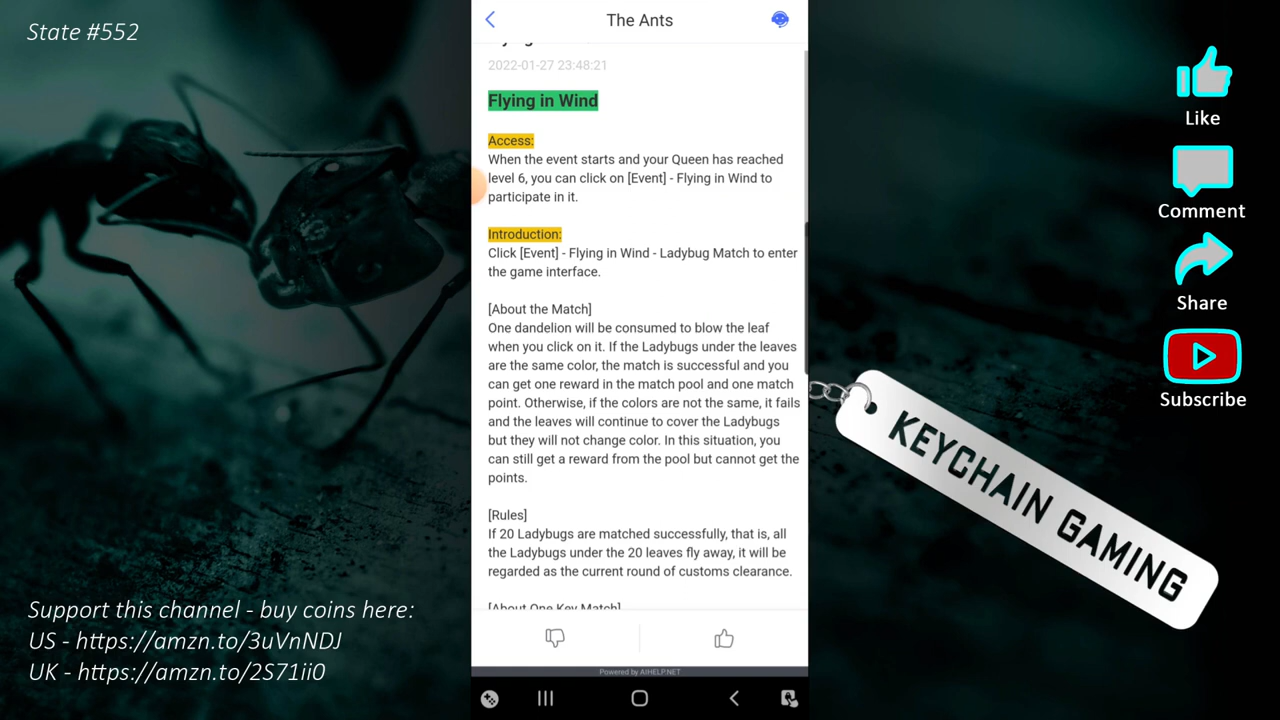 State #552
The Ants
2022-01-27 23:48:21
Flying in Wind
Access:
When the event starts and your Queen has reached
level 6, you can click on [Event] - Flying in Wind to
participate in it.
Introduction:
Click [Event] - Flying in Wind - Ladybug Match to enter
the game interface.
[About the Match]
One dandelion will be consumed to blow the leaf
when you click on it. If the Ladybugs under the leaves
are the same color, the match is successful and you
can get one reward in the match pool and one match
point. Otherwise, if the colors are not the same, it fails
and the leaves will continue to cover the Ladybugs
but they will not change color. In this situation, you
can still get a reward from the pool but cannot get the
points.
[Rules]
If 20 Ladybugs are matched successfully, that is, all
the Ladybugs under the 20 leaves fly away, it will be
regarded as the current round of customs clearance.
[About One Key Match]
Powered by AIHELP.NET
Like
Comment
Share
Subscribe
KEYCHAIN GAMING
Support this channel - buy coins here:
US - https://amzn.to/3uVnNDJ
UK - https://amzn.to/2S71ii0